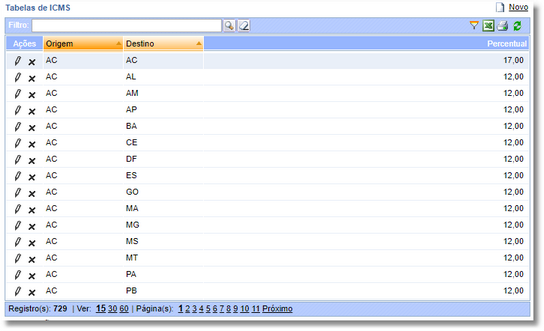 Tabelas de ICMS Novo
Filtro:
Ações Origem Destino Percentual
AC AC 17,00
AC AL 12,00
AC AM 12,00
AC AP 12,00
AC BA 12,00
AC CE 12,00
AC DF 12,00
AC ES 12,00
AC GO 12,00
AC MA 12,00
AC MG 12,00
AC MS 12,00
AC MT 12,00
AC PA 12,00
AC PB 12,00
Registro(s): 729 | Ver: 15 30 60 | Página(s): 1 2 3 4 5 6 7 8 9 10 11 Próximo